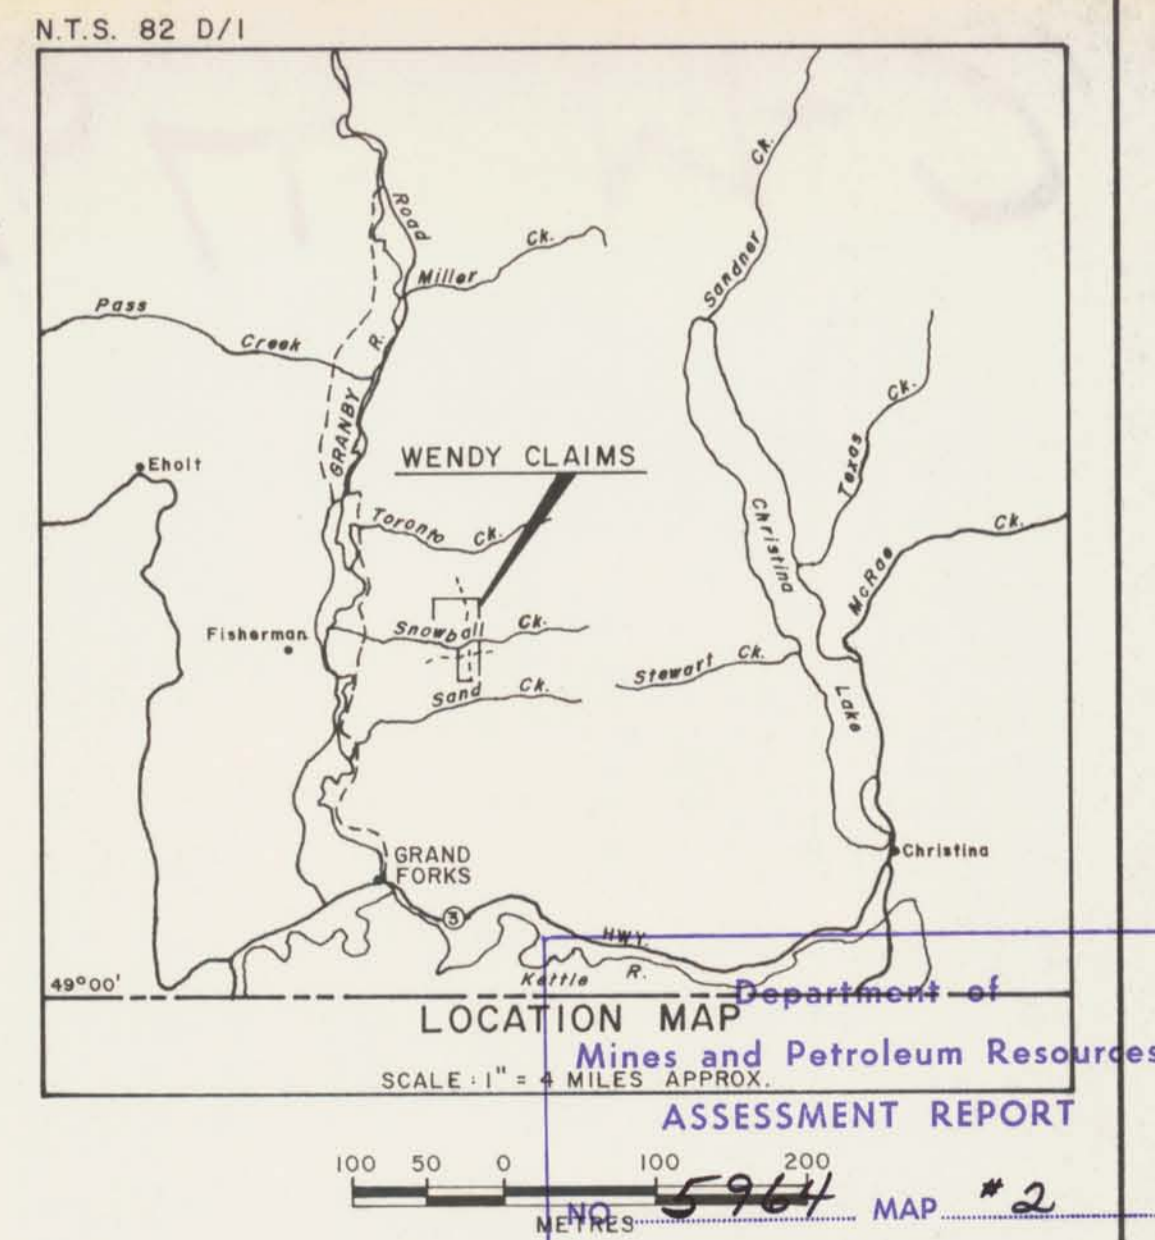 N.T.S. 82 D/1
Ck.
Road
Ck.
Miller
Sandner
Pass
Creek
R.
GRANBY
Ck.
WENDY CLAIMS
Eholt
Texas
Toronto Ck.
Christina
Ck.
McRae
Fisherman
Snowball Ck.
Stewart Ck.
Sand Ck.
Lake
GRAND
FORKS
Christina
3
HWY.
Kettle R.
49°00'
Department of
LOCATION MAP
Mines and Petroleum Resources
SCALE : 1" = 4 MILES APPROX.
ASSESSMENT REPORT
100 50 0 100 200
METRES
NO. 5964 MAP #2